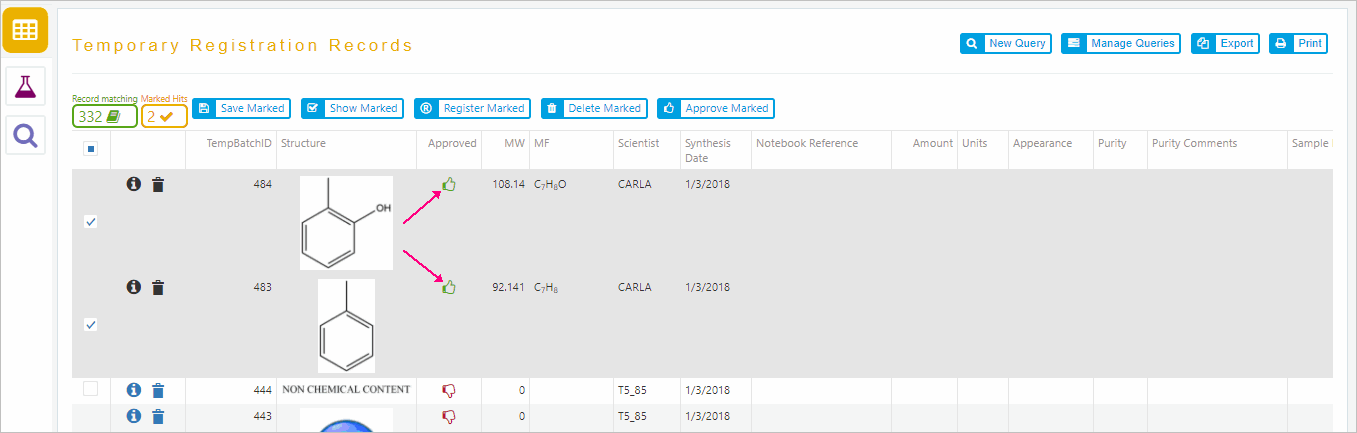 Temporary Registration Records
New Query Manage Queries Export Print
Record matching Marked Hits
332 2 Save Marked Show Marked Register Marked Delete Marked Approve Marked
TempBatchID Structure Approved MW MF Scientist Synthesis Date Notebook Reference Amount Units Appearance Purity Purity Comments Sample
484 OH 108.14 C₇H₈O CARLA 1/3/2018
483 92.141 C₇H₈ CARLA 1/3/2018
444 NON CHEMICAL CONTENT 0 T5_85 1/3/2018
443 0 T5_85 1/3/2018